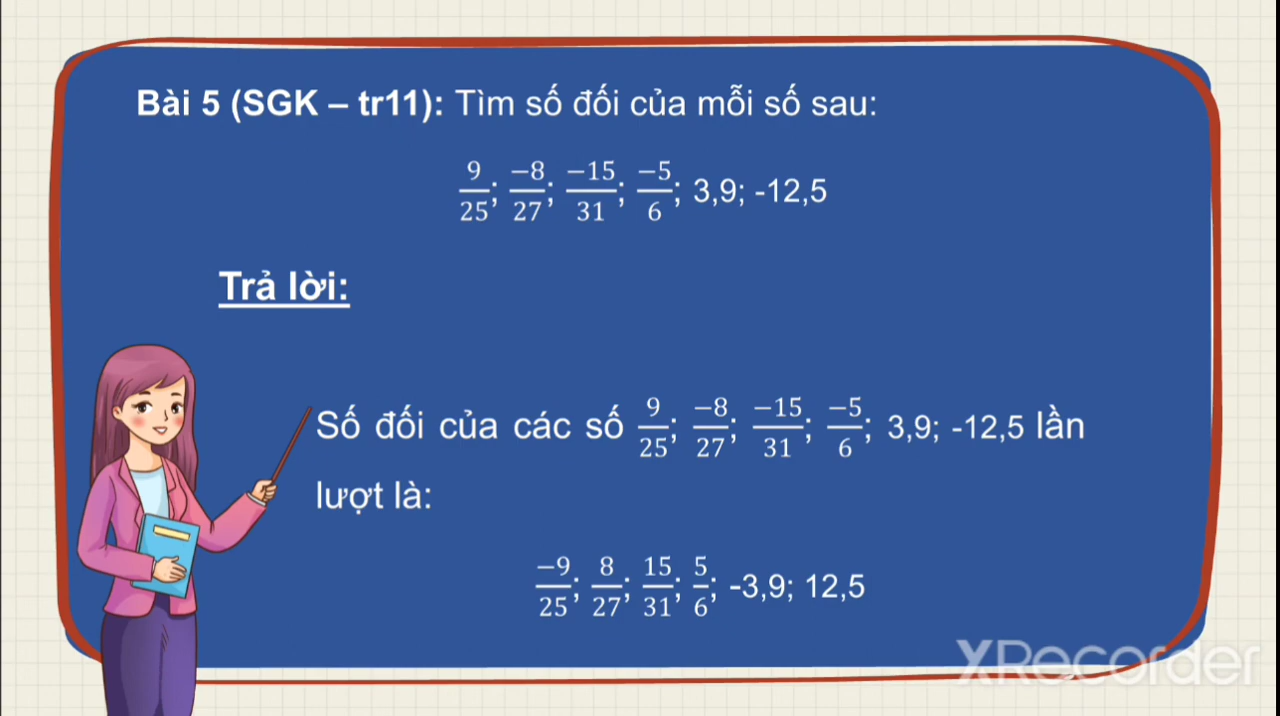 Bài 5 (SGK – tr11): Tìm số đối của mỗi số sau:
9/25; −8/27; −15/31; −5/6; 3,9; -12,5
Trả lời:
Số đối của các số 9/25; −8/27; −15/31; −5/6; 3,9; -12,5 lần
lượt là:
−9/25; 8/27; 15/31; 5/6; -3,9; 12,5
XRecorder